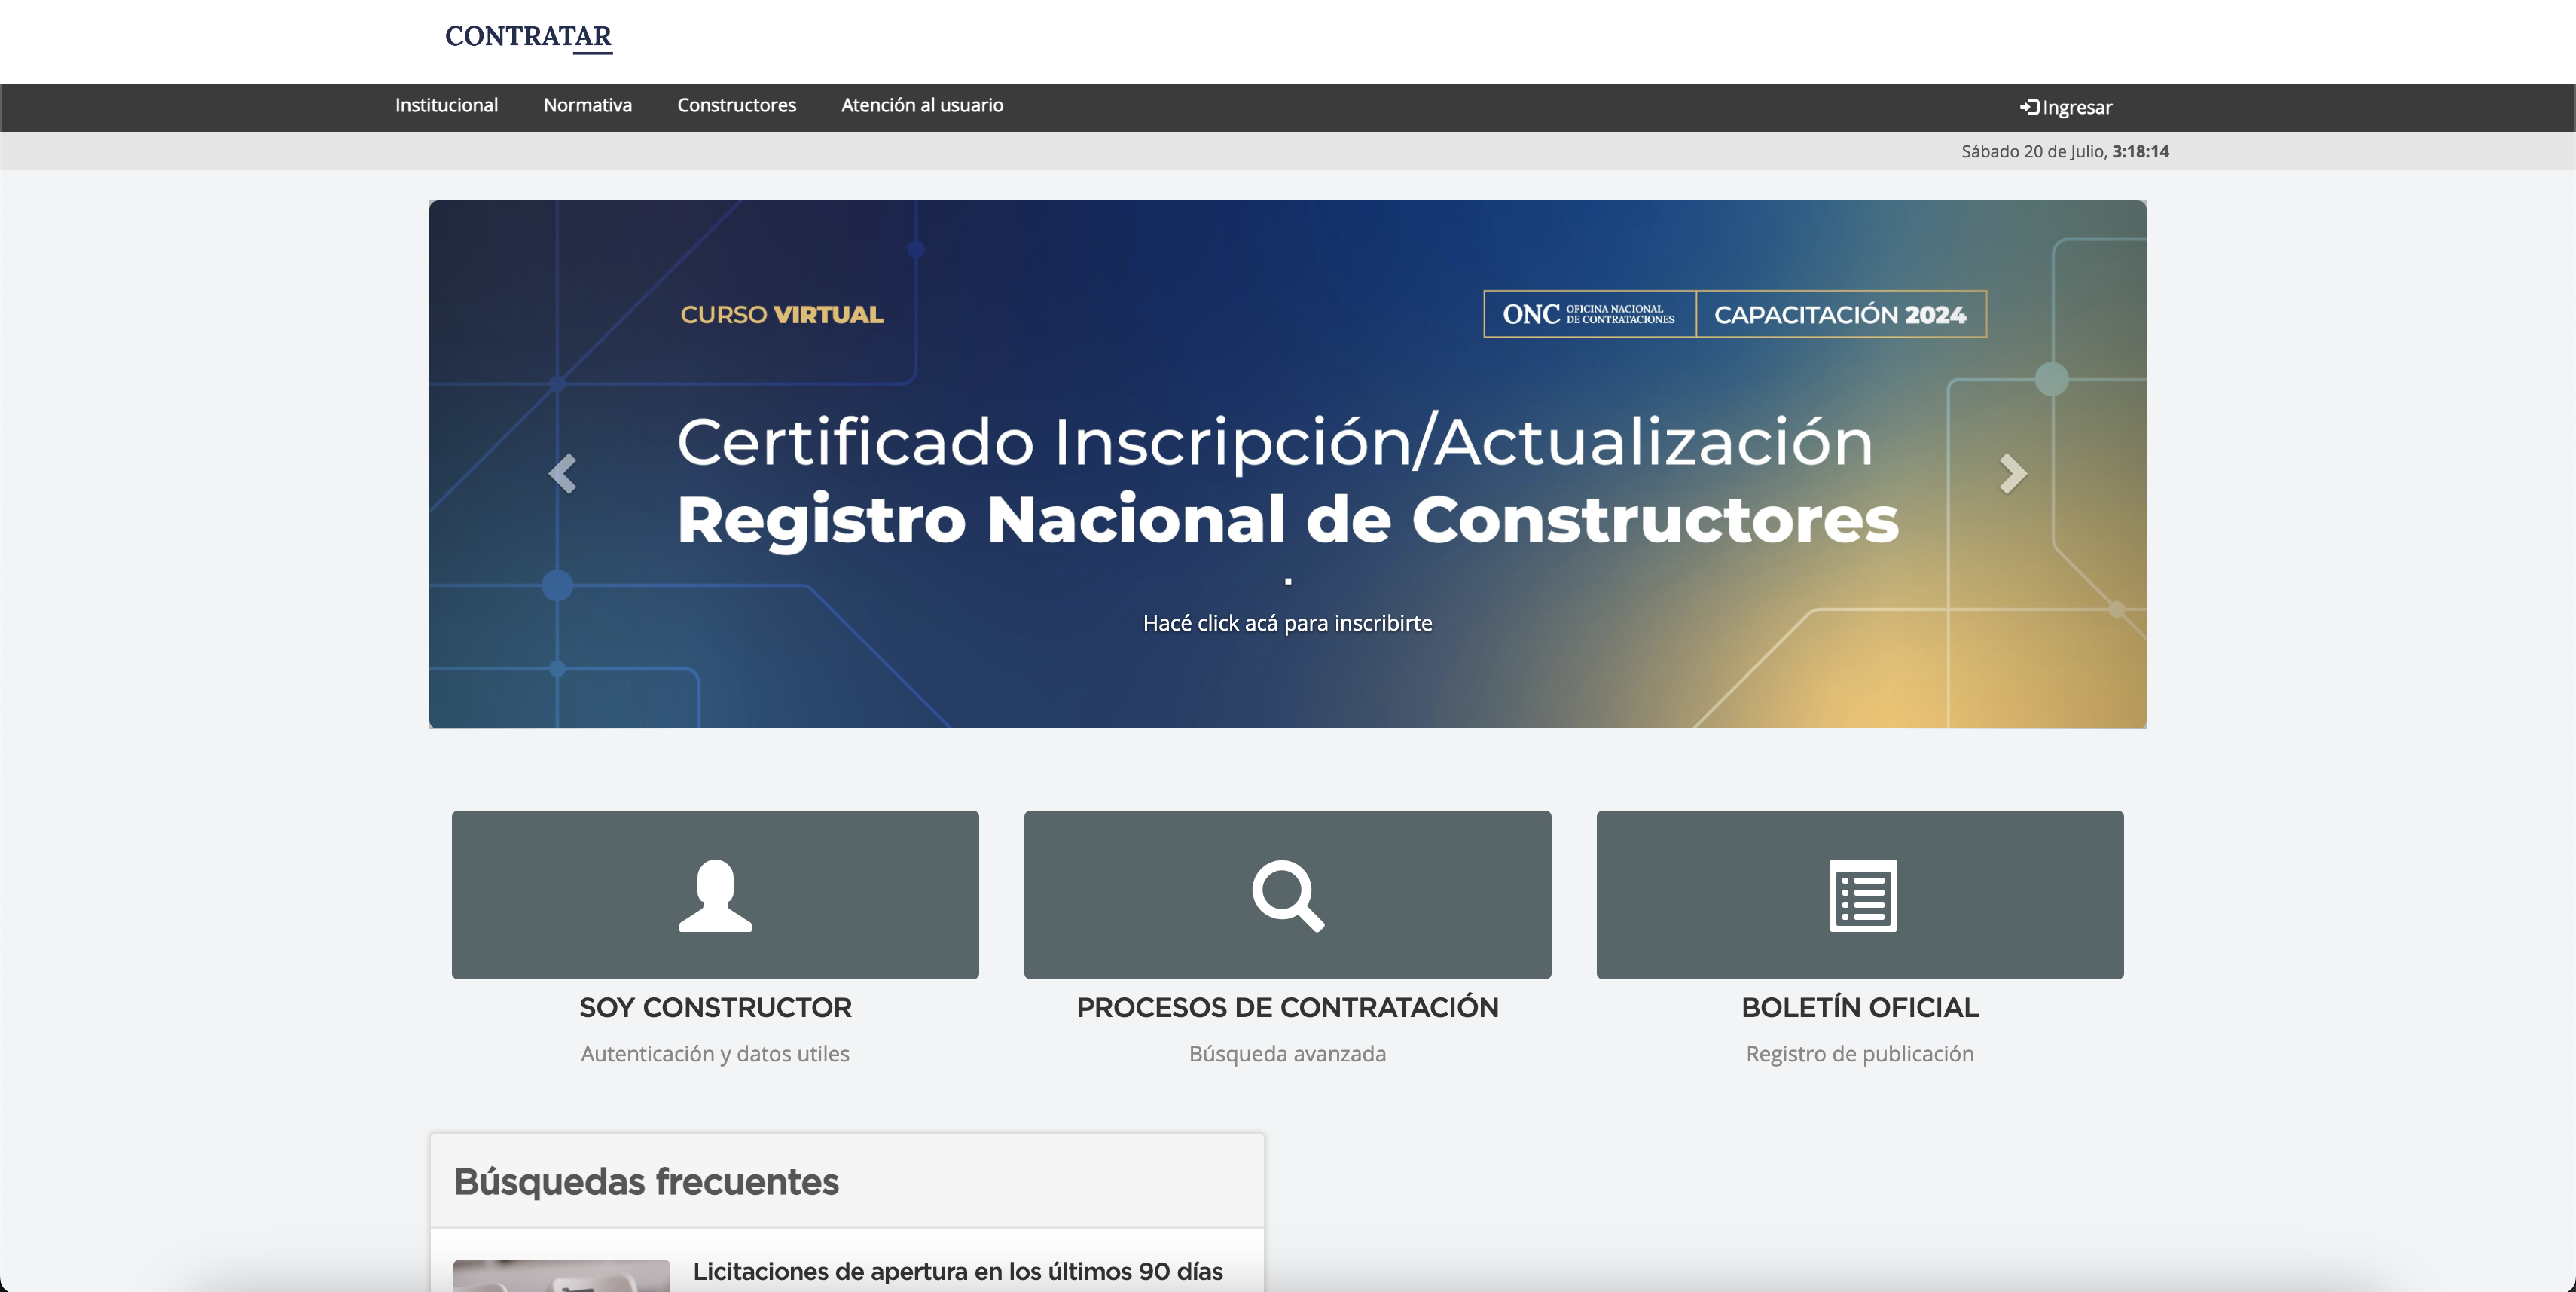 CONTRATAR
Institucional Normativa Constructores Atención al usuario Ingresar
Sábado 20 de Julio, 3:18:14
CURSO VIRTUAL
ONC OFICINA NACIONAL
DE CONTRATACIONES
CAPACITACIÓN 2024
Certificado Inscripción/Actualización
Registro Nacional de Constructores
.
Hacé click acá para inscribirte
SOY CONSTRUCTOR
Autenticación y datos utiles
PROCESOS DE CONTRATACIÓN
Búsqueda avanzada
BOLETÍN OFICIAL
Registro de publicación
Búsquedas frecuentes
Licitaciones de apertura en los últimos 90 días